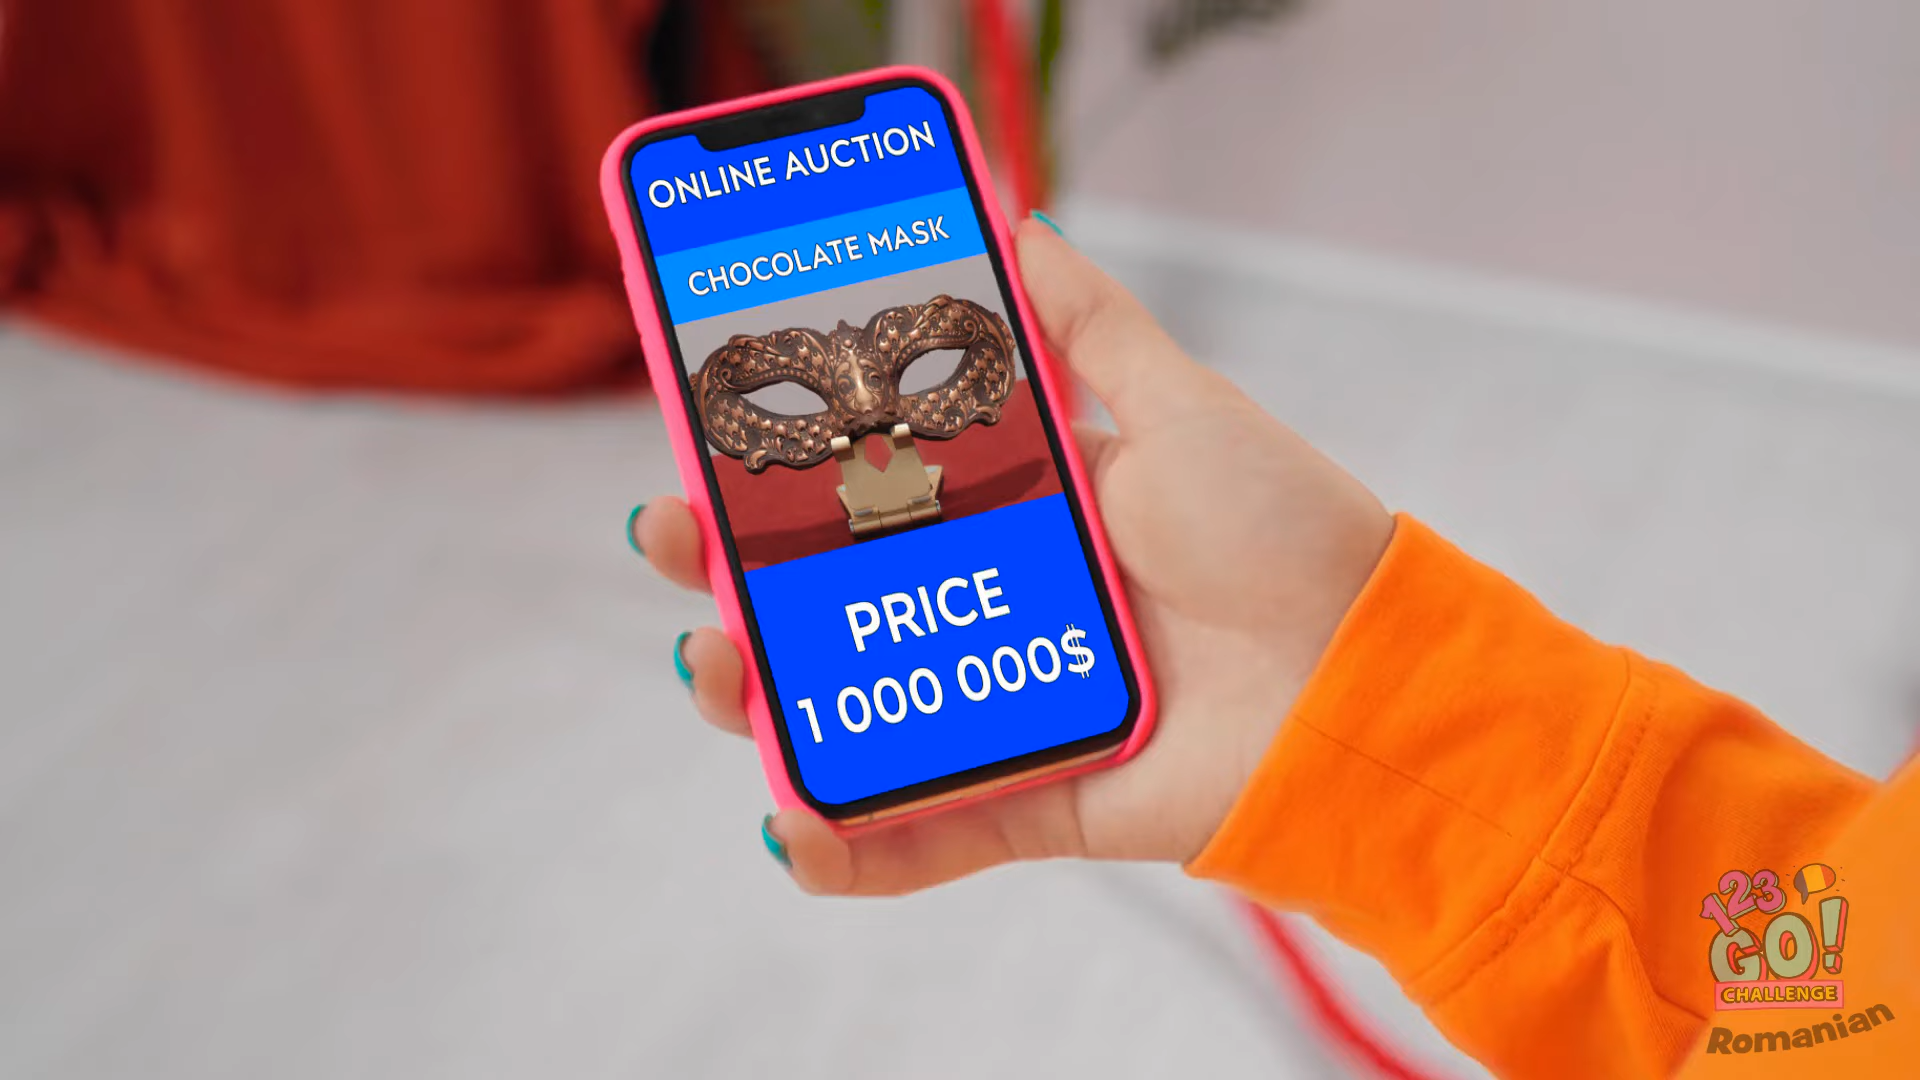 ONLINE AUCTION
CHOCOLATE MASK
PRICE
1 000 000$
123
GO!
CHALLENGE
Romanian